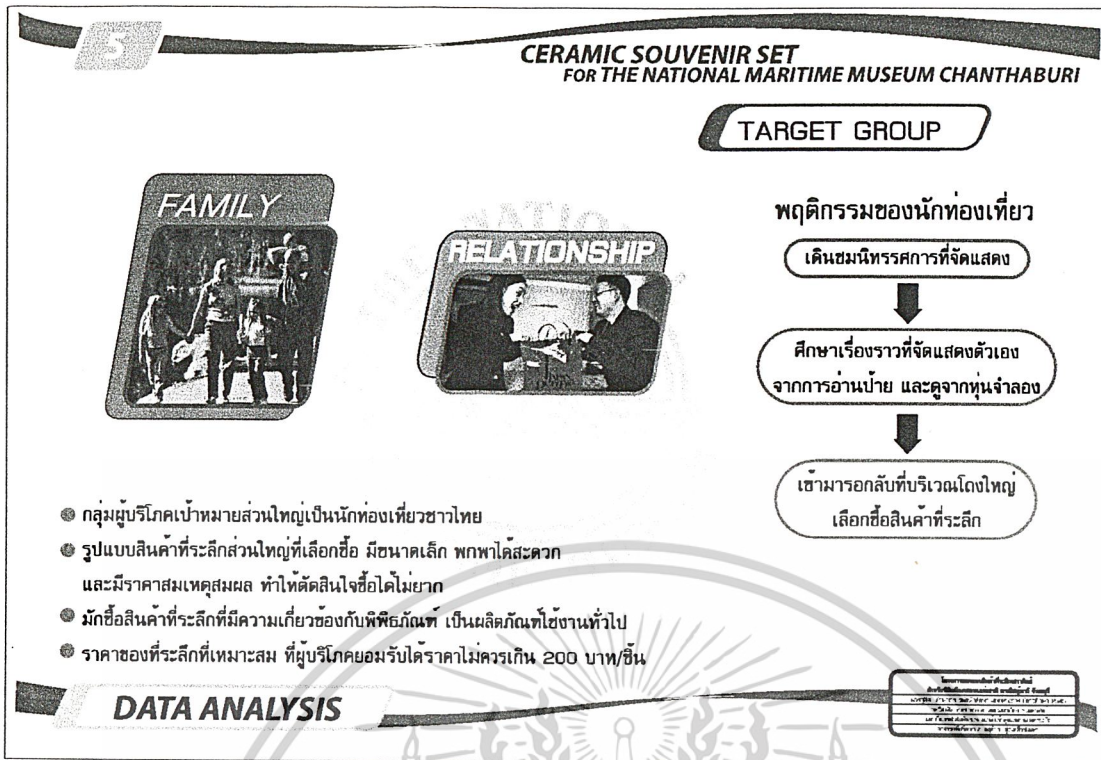 5
CERAMIC SOUVENIR SET
FOR THE NATIONAL MARITIME MUSEUM CHANTHABURI
TARGET GROUP
FAMILY
RELATIONSHIP
พฤติกรรมของนักท่องเที่ยว
เดินชมนิทรรศการที่จัดแสดง
ศึกษาเรื่องราวที่จัดแสดงตัวเอง
จากการอ่านป้าย และดูจากหุ่นจำลอง
เข้ามารอกลับที่บริเวณโถงใหญ่
เลือกซื้อสินค้าที่ระลึก
กลุ่มผู้บริโภคเป้าหมายส่วนใหญ่เป็นนักท่องเที่ยวชาวไทย
รูปแบบสินค้าที่ระลึกส่วนใหญ่ที่เลือกซื้อ มีขนาดเล็ก พกพาได้สะดวก
และมีราคาสมเหตุสมผล ทำให้ตัดสินใจซื้อได้ไม่ยาก
มักซื้อสินค้าที่ระลึกที่มีความเกี่ยวข้องกับพิพิธภัณฑ์ เป็นผลิตภัณฑ์ใช้งานทั่วไป
ราคาของที่ระลึกที่เหมาะสม ที่ผู้บริโภคยอมรับได้ราคาไม่ควรเกิน 200 บาท/ชิ้น
DATA ANALYSIS